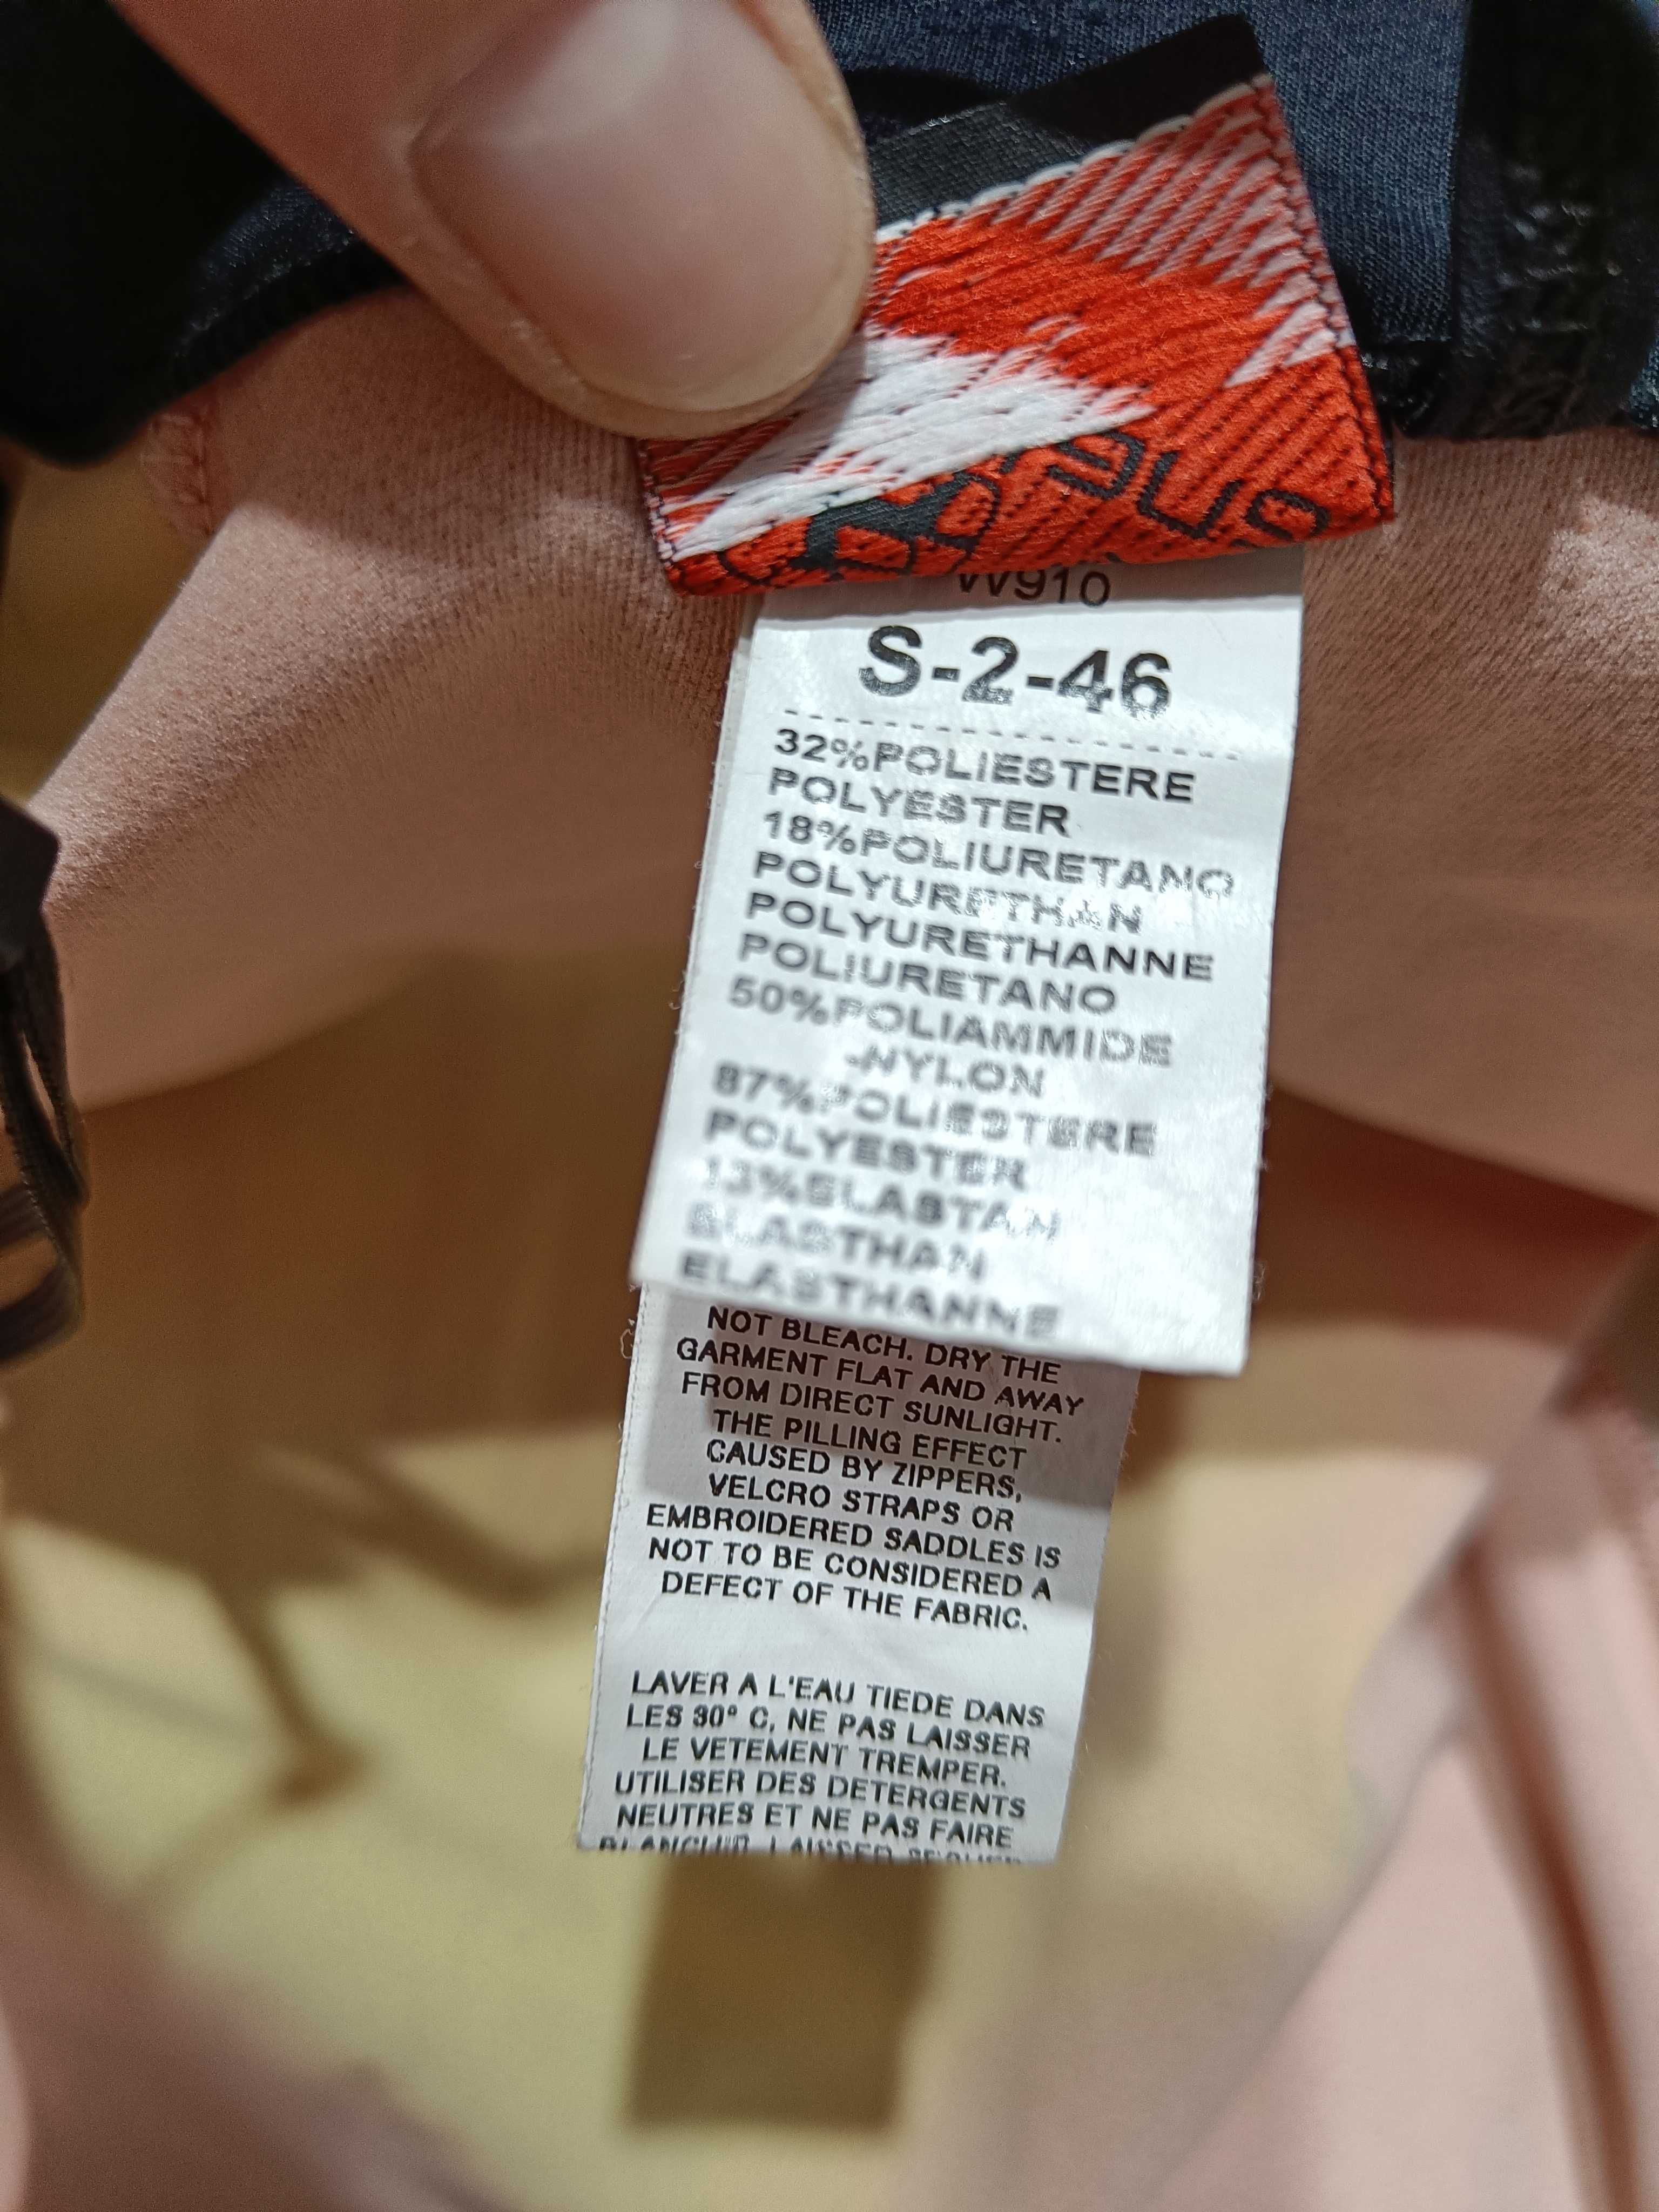 W910
S-2-46
32%POLIESTERE
POLYESTER
18%POLIURETANO
POLYURETHAN
POLYURETHANNE
POLIURETANO
50%POLIAMMIDE
-NYLON
87%POLIESTERE
POLYESTER
13%ELASTAN
ELASTHAN
ELASTHANNE
NOT BLEACH. DRY THE
GARMENT FLAT AND AWAY
FROM DIRECT SUNLIGHT.
THE PILLING EFFECT
CAUSED BY ZIPPERS,
VELCRO STRAPS OR
EMBROIDERED SADDLES IS
NOT TO BE CONSIDERED A
DEFECT OF THE FABRIC.
LAVER A L'EAU TIEDE DANS
LES 30° C, NE PAS LAISSER
LE VETEMENT TREMPER.
UTILISER DES DETERGENTS
NEUTRES ET NE PAS FAIRE